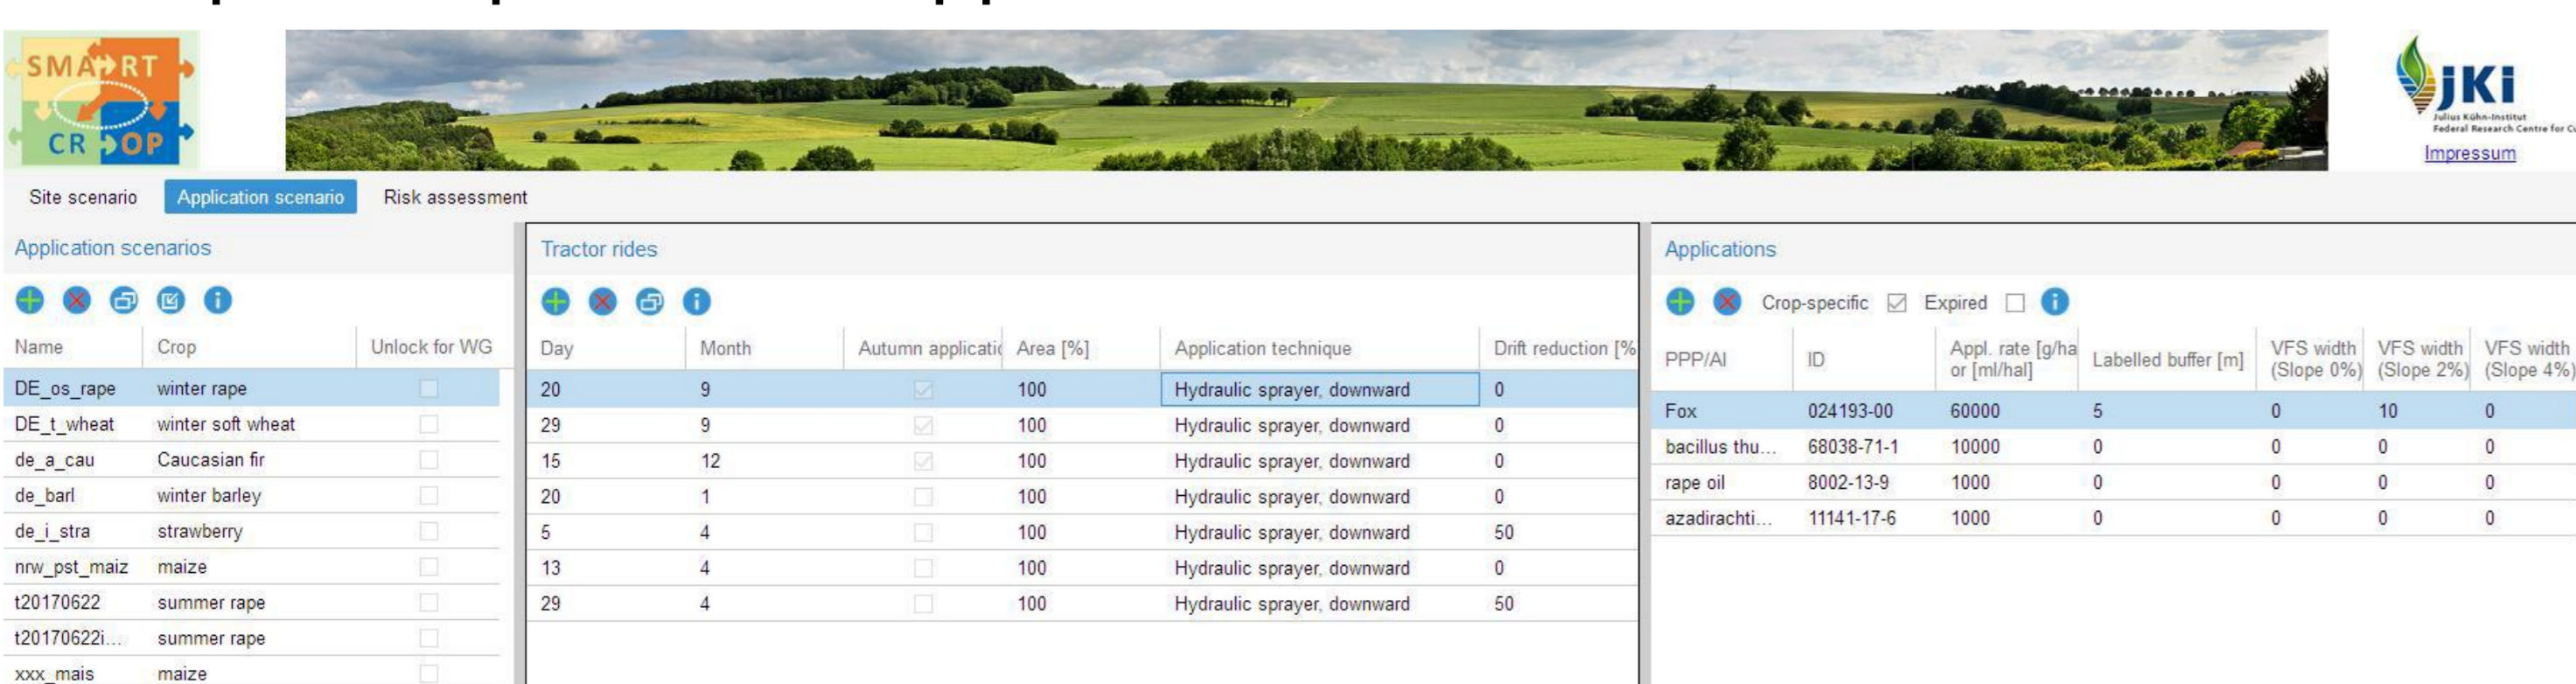 SMART
CROP
JKI
Julius Kühn-Institut
Federal Research Centre for Cu
Impressum
Site scenario Application scenario Risk assessment
Application scenarios
Name Crop Unlock for WG
DE_os_rape winter rape
DE_t_wheat winter soft wheat
de_a_cau Caucasian fir
de_barl winter barley
de_i_stra strawberry
nrw_pst_maiz maize
t20170622 summer rape
t20170622i... summer rape
xxx_mais maize
Tractor rides
Day Month Autumn applicatio Area [%] Application technique Drift reduction [%
20 9 100 Hydraulic sprayer, downward 0
29 9 100 Hydraulic sprayer, downward 0
15 12 100 Hydraulic sprayer, downward 0
20 1 100 Hydraulic sprayer, downward 0
5 4 100 Hydraulic sprayer, downward 50
13 4 100 Hydraulic sprayer, downward 0
29 4 100 Hydraulic sprayer, downward 50
Applications
Crop-specific Expired
PPP/AI ID Appl. rate [g/ha or [ml/hal] Labelled buffer [m] VFS width (Slope 0%) VFS width (Slope 2%) VFS width (Slope 4%)
Fox 024193-00 60000 5 0 10 0
bacillus thu... 68038-71-1 10000 0 0 0 0
rape oil 8002-13-9 1000 0 0 0 0
azadirachti... 11141-17-6 1000 0 0 0 0